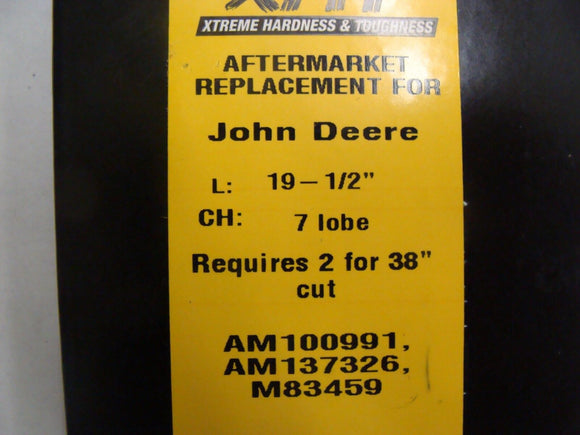 XTREME HARDNESS & TOUGHNESS
AFTERMARKET
REPLACEMENT FOR
John Deere
L: 19-1/2"
CH: 7 lobe
Requires 2 for 38"
cut
AM100991,
AM137326,
M83459